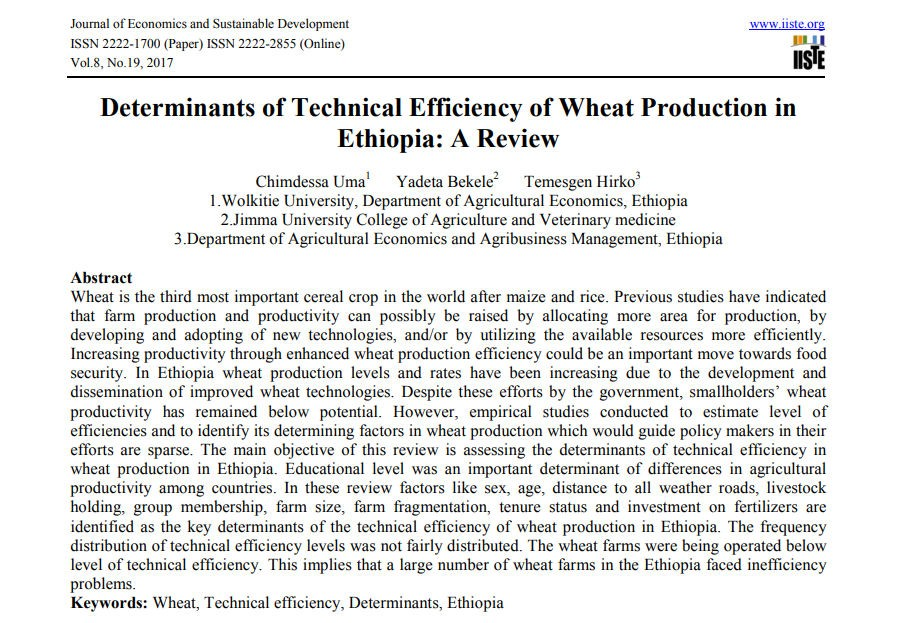 Journal of Economics and Sustainable Development
www.iiste.org
ISSN 2222-1700 (Paper) ISSN 2222-2855 (Online)
Vol.8, No.19, 2017
IISTE
Determinants of Technical Efficiency of Wheat Production in
Ethiopia: A Review
Chimdessa Uma1 Yadeta Bekele2 Temesgen Hirko3
1.Wolkitie University, Department of Agricultural Economics, Ethiopia
2.Jimma University College of Agriculture and Veterinary medicine
3.Department of Agricultural Economics and Agribusiness Management, Ethiopia
Abstract
Wheat is the third most important cereal crop in the world after maize and rice. Previous studies have indicated
that farm production and productivity can possibly be raised by allocating more area for production, by
developing and adopting of new technologies, and/or by utilizing the available resources more efficiently.
Increasing productivity through enhanced wheat production efficiency could be an important move towards food
security. In Ethiopia wheat production levels and rates have been increasing due to the development and
dissemination of improved wheat technologies. Despite these efforts by the government, smallholders’ wheat
productivity has remained below potential. However, empirical studies conducted to estimate level of
efficiencies and to identify its determining factors in wheat production which would guide policy makers in their
efforts are sparse. The main objective of this review is assessing the determinants of technical efficiency in
wheat production in Ethiopia. Educational level was an important determinant of differences in agricultural
productivity among countries. In these review factors like sex, age, distance to all weather roads, livestock
holding, group membership, farm size, farm fragmentation, tenure status and investment on fertilizers are
identified as the key determinants of the technical efficiency of wheat production in Ethiopia. The frequency
distribution of technical efficiency levels was not fairly distributed. The wheat farms were being operated below
level of technical efficiency. This implies that a large number of wheat farms in the Ethiopia faced inefficiency
problems.
Keywords: Wheat, Technical efficiency, Determinants, Ethiopia